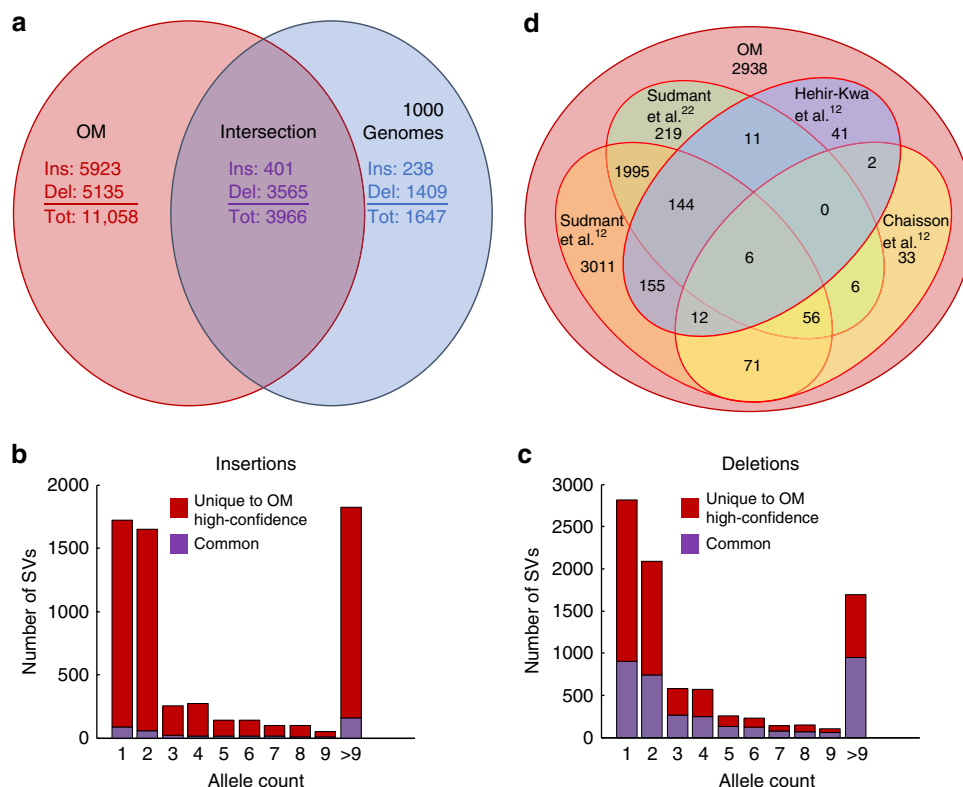 a
OM
Ins: 5923
Del: 5135
Tot: 11,058
Intersection
Ins: 401
Del: 3565
Tot: 3966
1000
Genomes
Ins: 238
Del: 1409
Tot: 1647
d
OM
2938
Sudmant
et al.22
219
Hehir-Kwa
et al.12
41
11
2
1995
144
0
Sudmant
et al.12
3011
Chaisson
et al.12
33
6
155
6
12
56
71
b
Insertions
Number of SVs
2000
1500
1000
500
0
Unique to OM
high-confidence
Common
1 2 3 4 5 6 7 8 9 >9
Allele count
c
Deletions
Number of SVs
3000
2500
2000
1500
1000
500
0
Unique to OM
high-confidence
Common
1 2 3 4 5 6 7 8 9 >9
Allele count